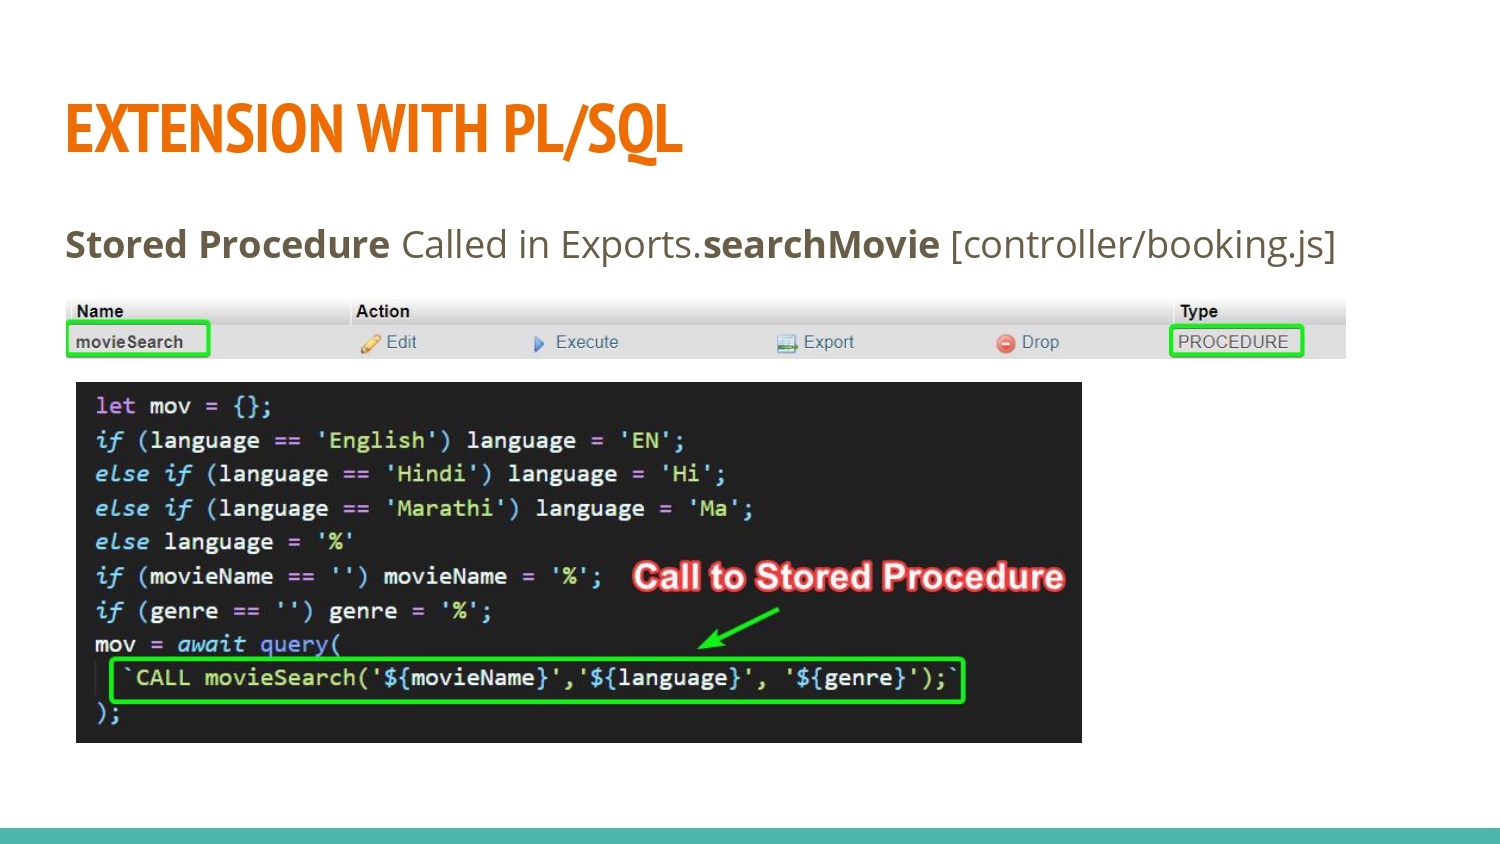 EXTENSION WITH PL/SQL
Stored Procedure Called in Exports.searchMovie [controller/booking.js]
Name Action Type
movieSearch Edit Execute Export Drop PROCEDURE
let mov = {};
if (language == 'English') language = 'EN';
else if (language == 'Hindi') language = 'Hi';
else if (language == 'Marathi') language = 'Ma';
else language = '%'
if (movieName == '') movieName = '%';
Call to Stored Procedure
if (genre == '') genre = '%';
mov = await query(
`CALL movieSearch('${movieName}','${language}', '${genre}');`
);